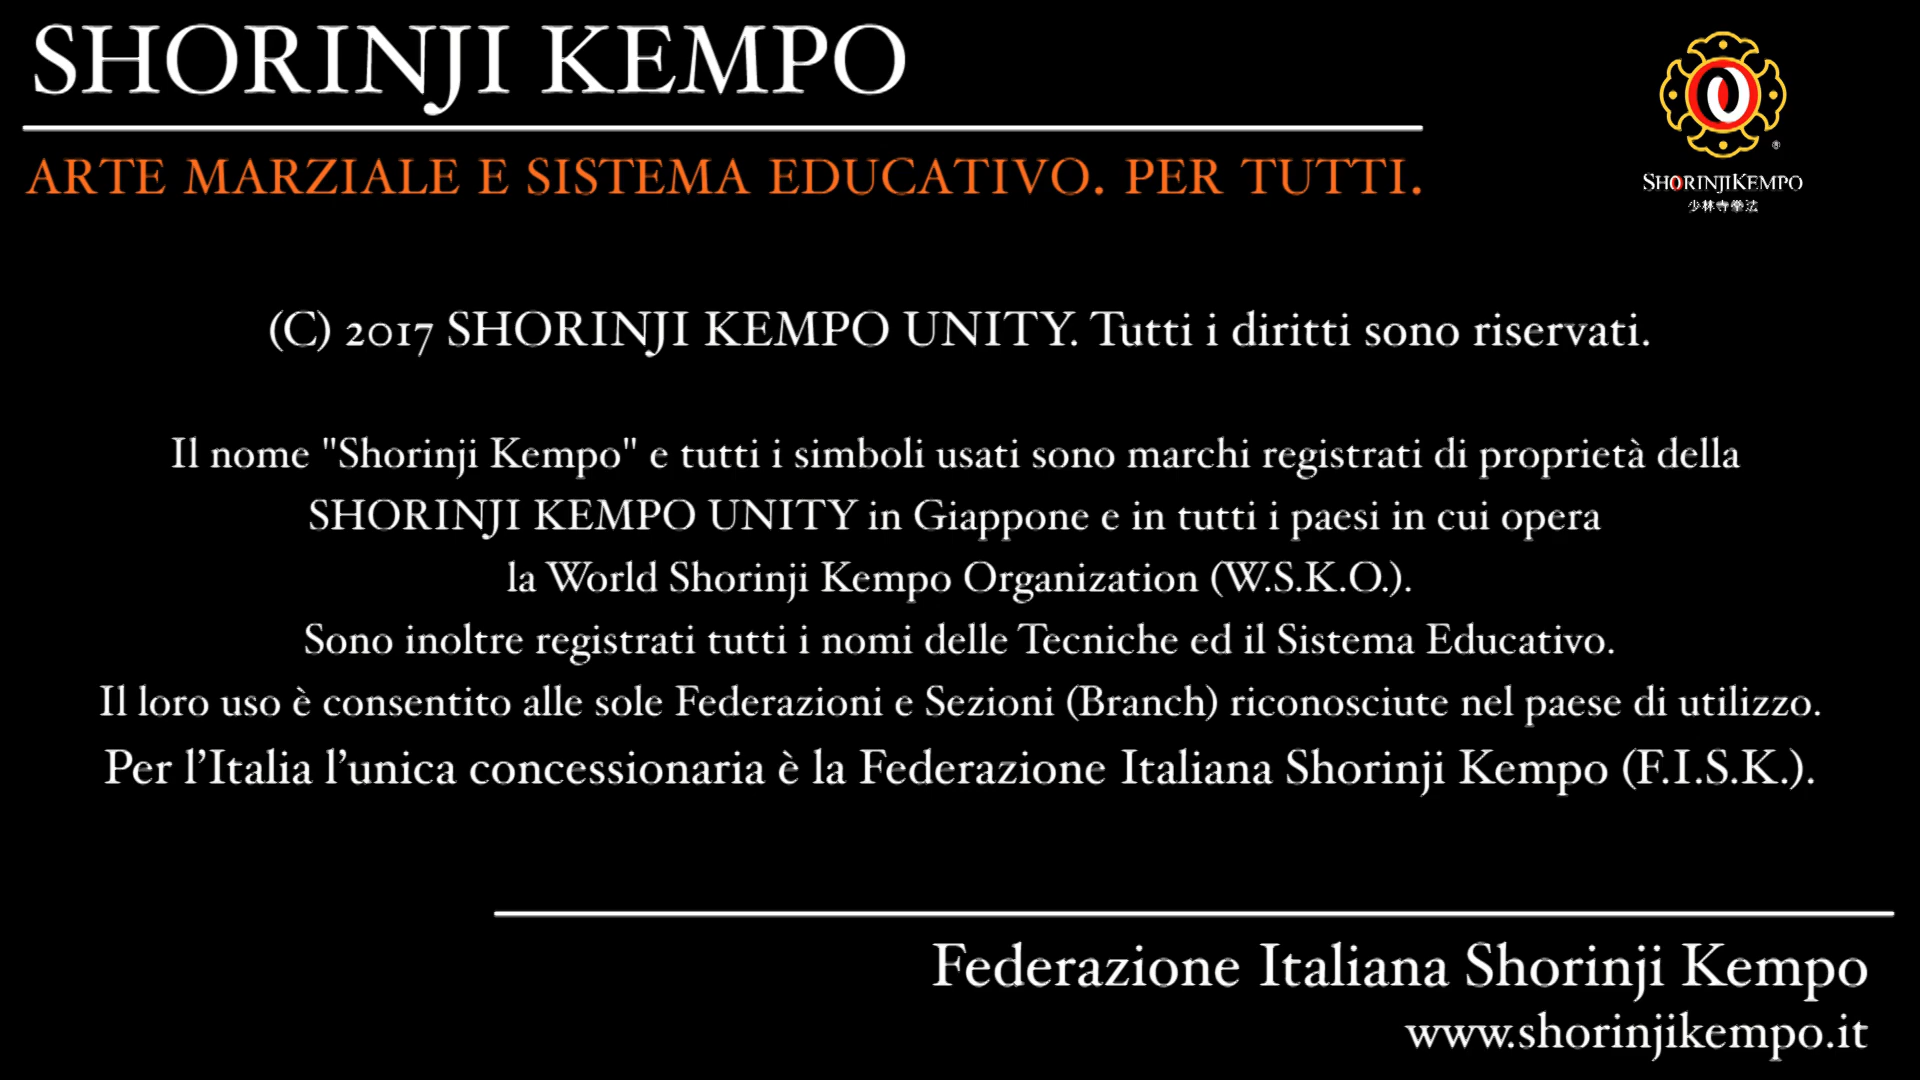 SHORINJI KEMPO
ARTE MARZIALE E SISTEMA EDUCATIVO. PER TUTTI.
®
SHORINJIKEMPO
少林寺拳法
(C) 2017 SHORINJI KEMPO UNITY. Tutti i diritti sono riservati.
Il nome "Shorinji Kempo" e tutti i simboli usati sono marchi registrati di proprietà della
SHORINJI KEMPO UNITY in Giappone e in tutti i paesi in cui opera
la World Shorinji Kempo Organization (W.S.K.O.).
Sono inoltre registrati tutti i nomi delle Tecniche ed il Sistema Educativo.
Il loro uso è consentito alle sole Federazioni e Sezioni (Branch) riconosciute nel paese di utilizzo.
Per l’Italia l’unica concessionaria è la Federazione Italiana Shorinji Kempo (F.I.S.K.).
Federazione Italiana Shorinji Kempo
www.shorinjikempo.it